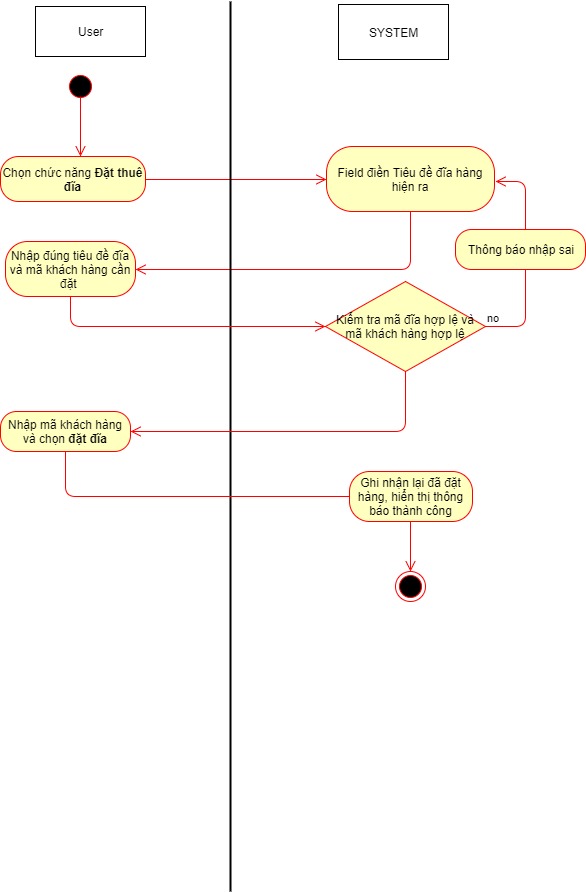 User
SYSTEM
Chọn chức năng Đặt thuê
đĩa
Field điền Tiêu đề đĩa hàng
hiện ra
Nhập đúng tiêu đề đĩa
và mã khách hàng cần
đặt
Thông báo nhập sai
Kiểm tra mã đĩa hợp lệ và
mã khách hàng hợp lệ
no
Nhập mã khách hàng
và chọn đặt đĩa
Ghi nhận lại đã đặt
hàng, hiển thị thông
báo thành công